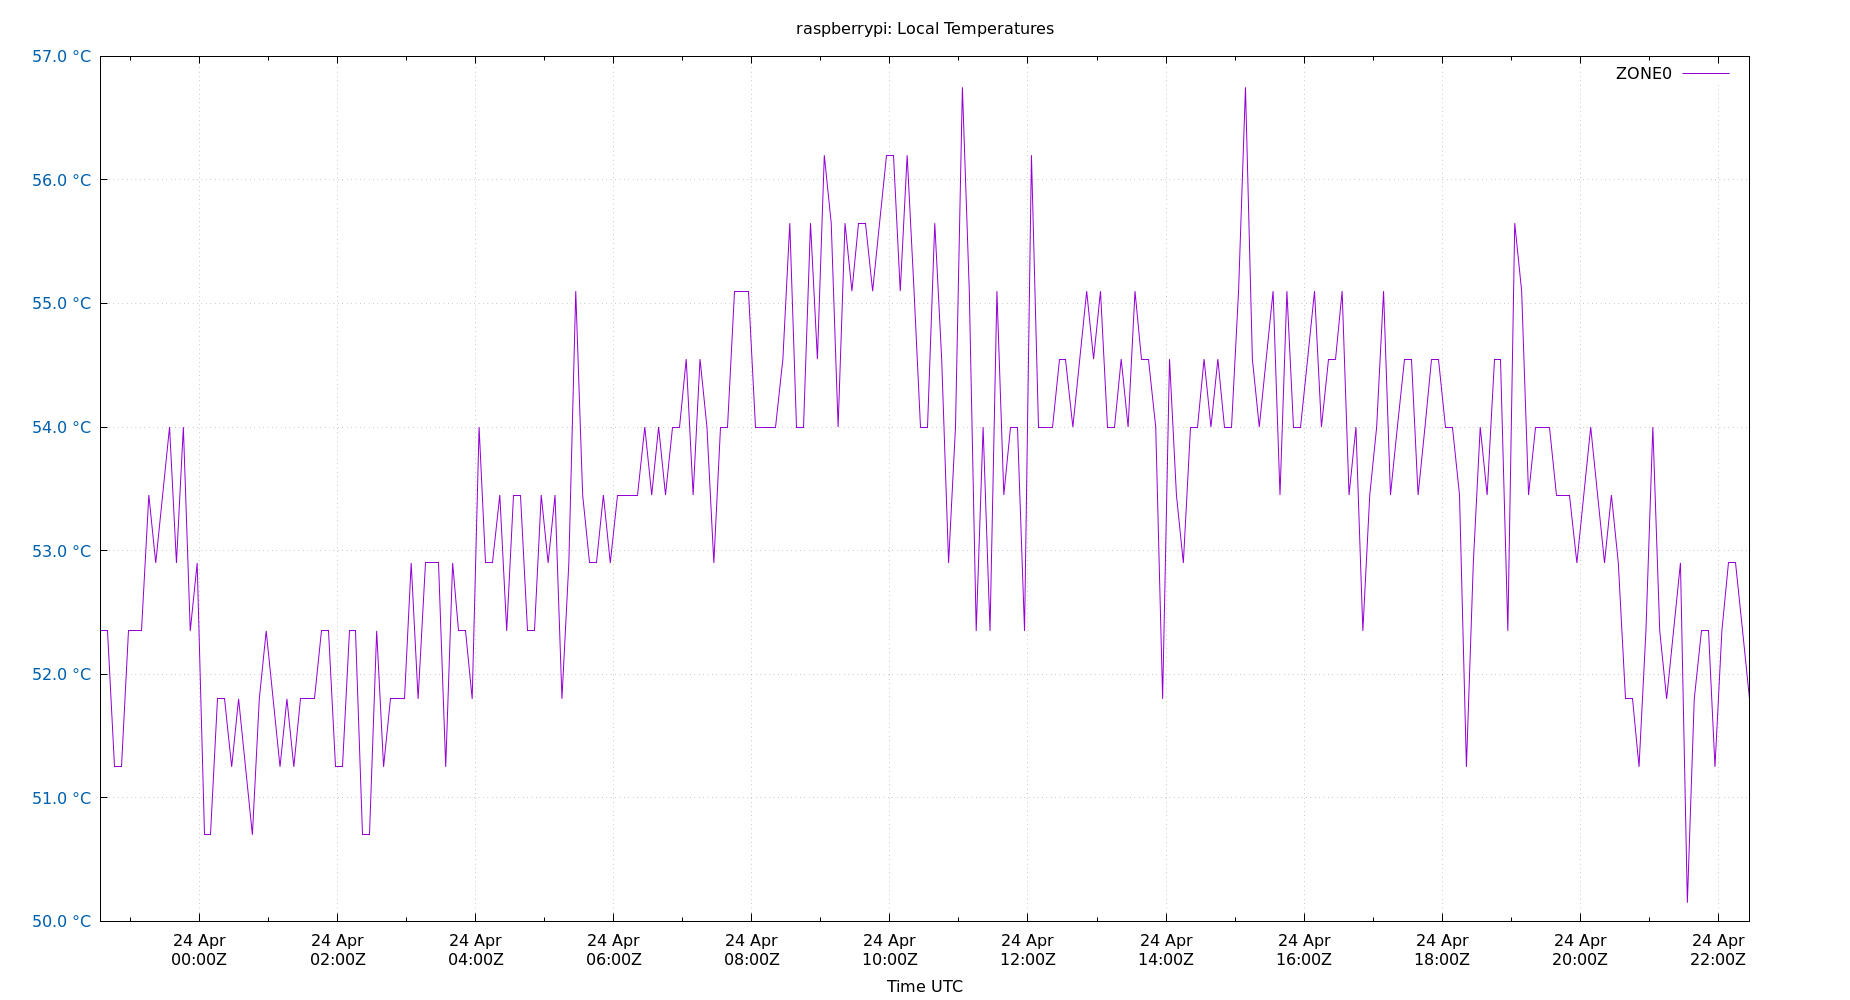 raspberrypi: Local Temperatures
57.0 °C
56.0 °C
55.0 °C
54.0 °C
53.0 °C
52.0 °C
51.0 °C
50.0 °C
ZONE0
24 Apr 24 Apr 24 Apr 24 Apr 24 Apr 24 Apr 24 Apr 24 Apr 24 Apr 24 Apr 24 Apr 24 Apr
00:00Z 02:00Z 04:00Z 06:00Z 08:00Z 10:00Z 12:00Z 14:00Z 16:00Z 18:00Z 20:00Z 22:00Z
Time UTC